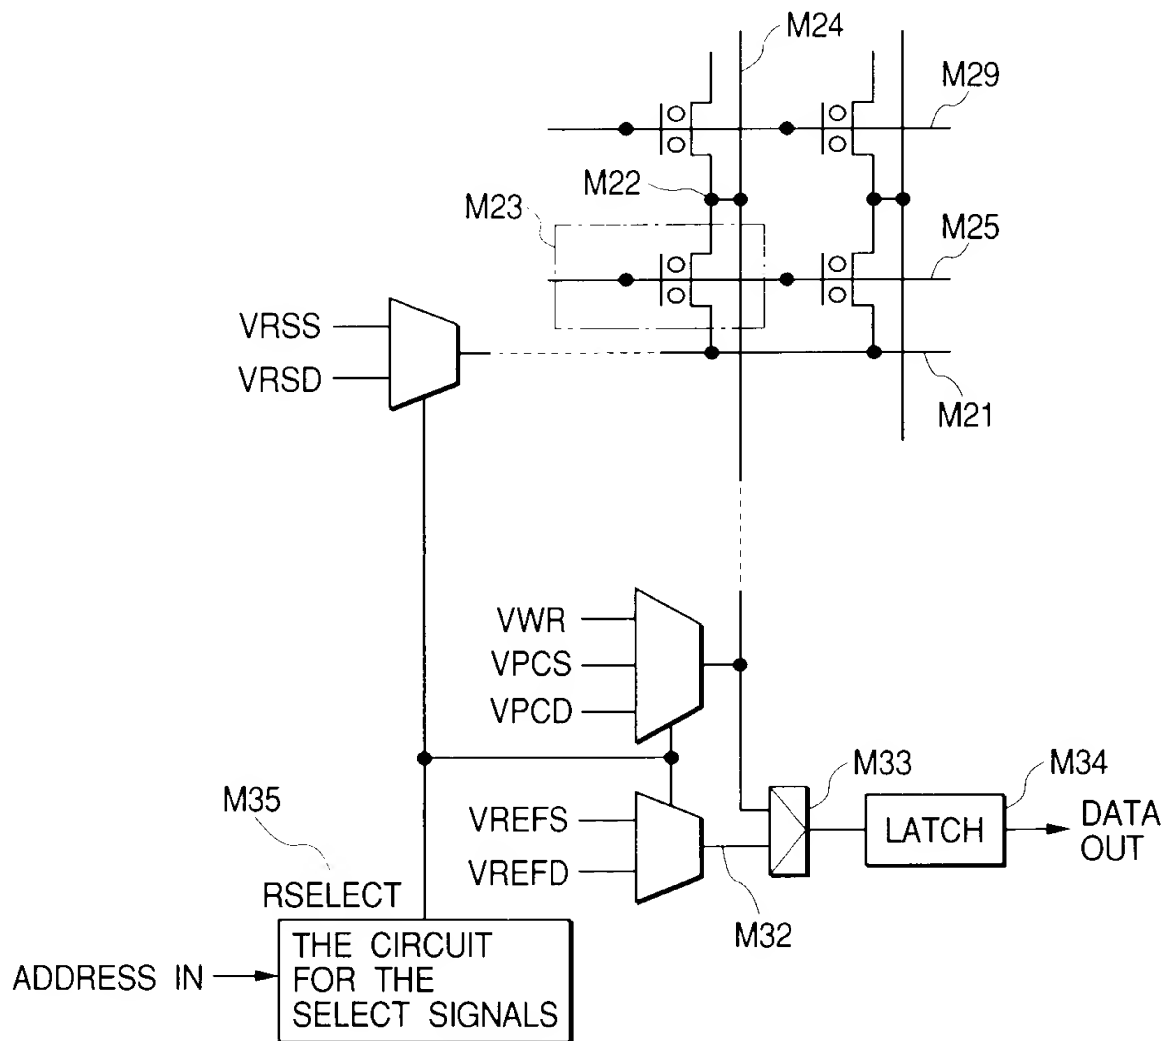 M24
M29
M22
M23
M25
VRSS
VRSD
M21
VWR
VPCS
VPCD
M33
M34
M35
VREFS
LATCH
DATA
OUT
VREFD
RSELECT
M32
THE CIRCUIT
FOR THE
SELECT SIGNALS
ADDRESS IN